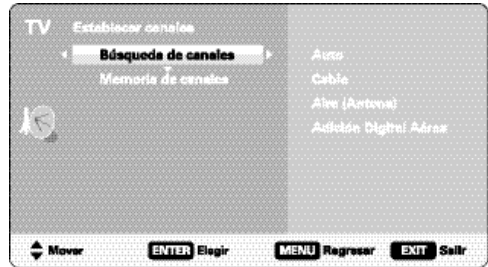 TV Establecer canales
Búsqueda de canales
Memoria de canales
Auto
Cable
Aire (Antena)
Adición Digital Aérea
Mover ENTER Elegir MENU Regresar EXIT Salir